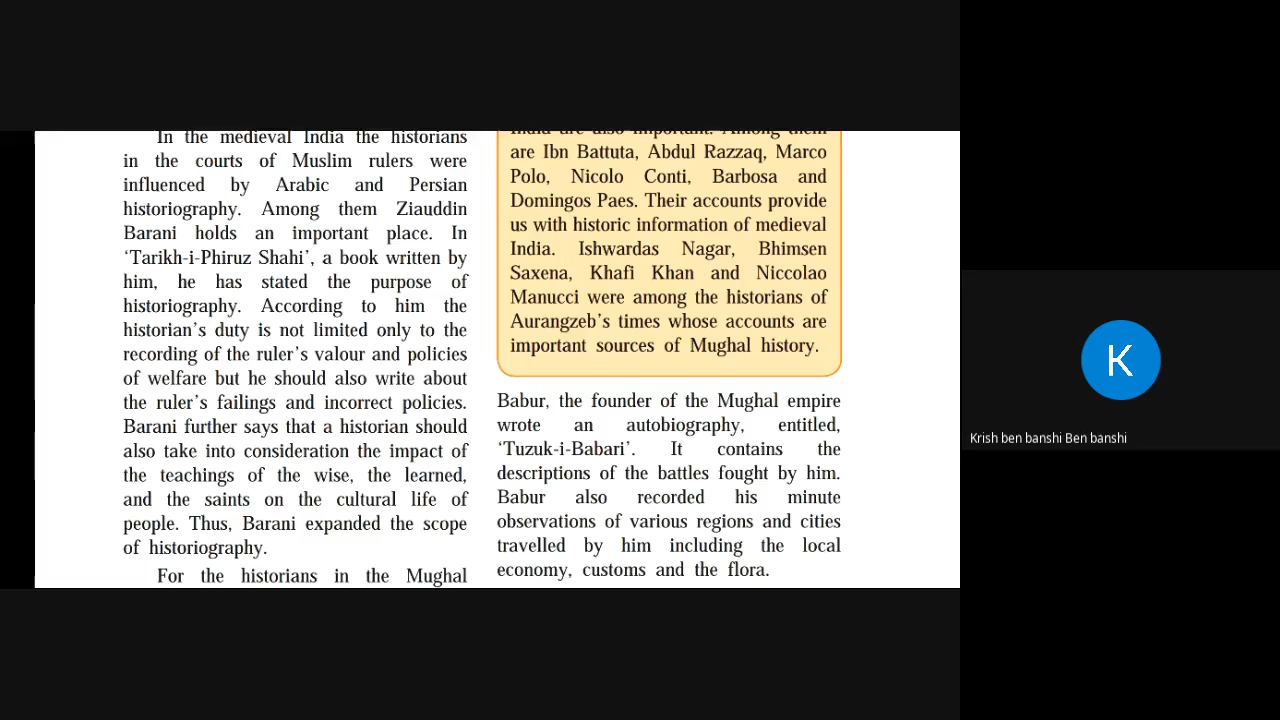 In the medieval India the historians
in the courts of Muslim rulers were
influenced by Arabic and Persian
historiography. Among them Ziauddin
Barani holds an important place. In
‘Tarikh-i-Phiruz Shahi’, a book written by
him, he has stated the purpose of
historiography. According to him the
historian’s duty is not limited only to the
recording of the ruler’s valour and policies
of welfare but he should also write about
the ruler’s failings and incorrect policies.
Barani further says that a historian should
also take into consideration the impact of
the teachings of the wise, the learned,
and the saints on the cultural life of
people. Thus, Barani expanded the scope
of historiography.
For the historians in the Mughal
India are also important. Among them
are Ibn Battuta, Abdul Razzaq, Marco
Polo, Nicolo Conti, Barbosa and
Domingos Paes. Their accounts provide
us with historic information of medieval
India. Ishwardas Nagar, Bhimsen
Saxena, Khafi Khan and Niccolao
Manucci were among the historians of
Aurangzeb’s times whose accounts are
important sources of Mughal history.
Babur, the founder of the Mughal empire
wrote an autobiography, entitled,
‘Tuzuk-i-Babari’. It contains the
descriptions of the battles fought by him.
Babur also recorded his minute
observations of various regions and cities
travelled by him including the local
economy, customs and the flora.
K
Krish ben banshi Ben banshi